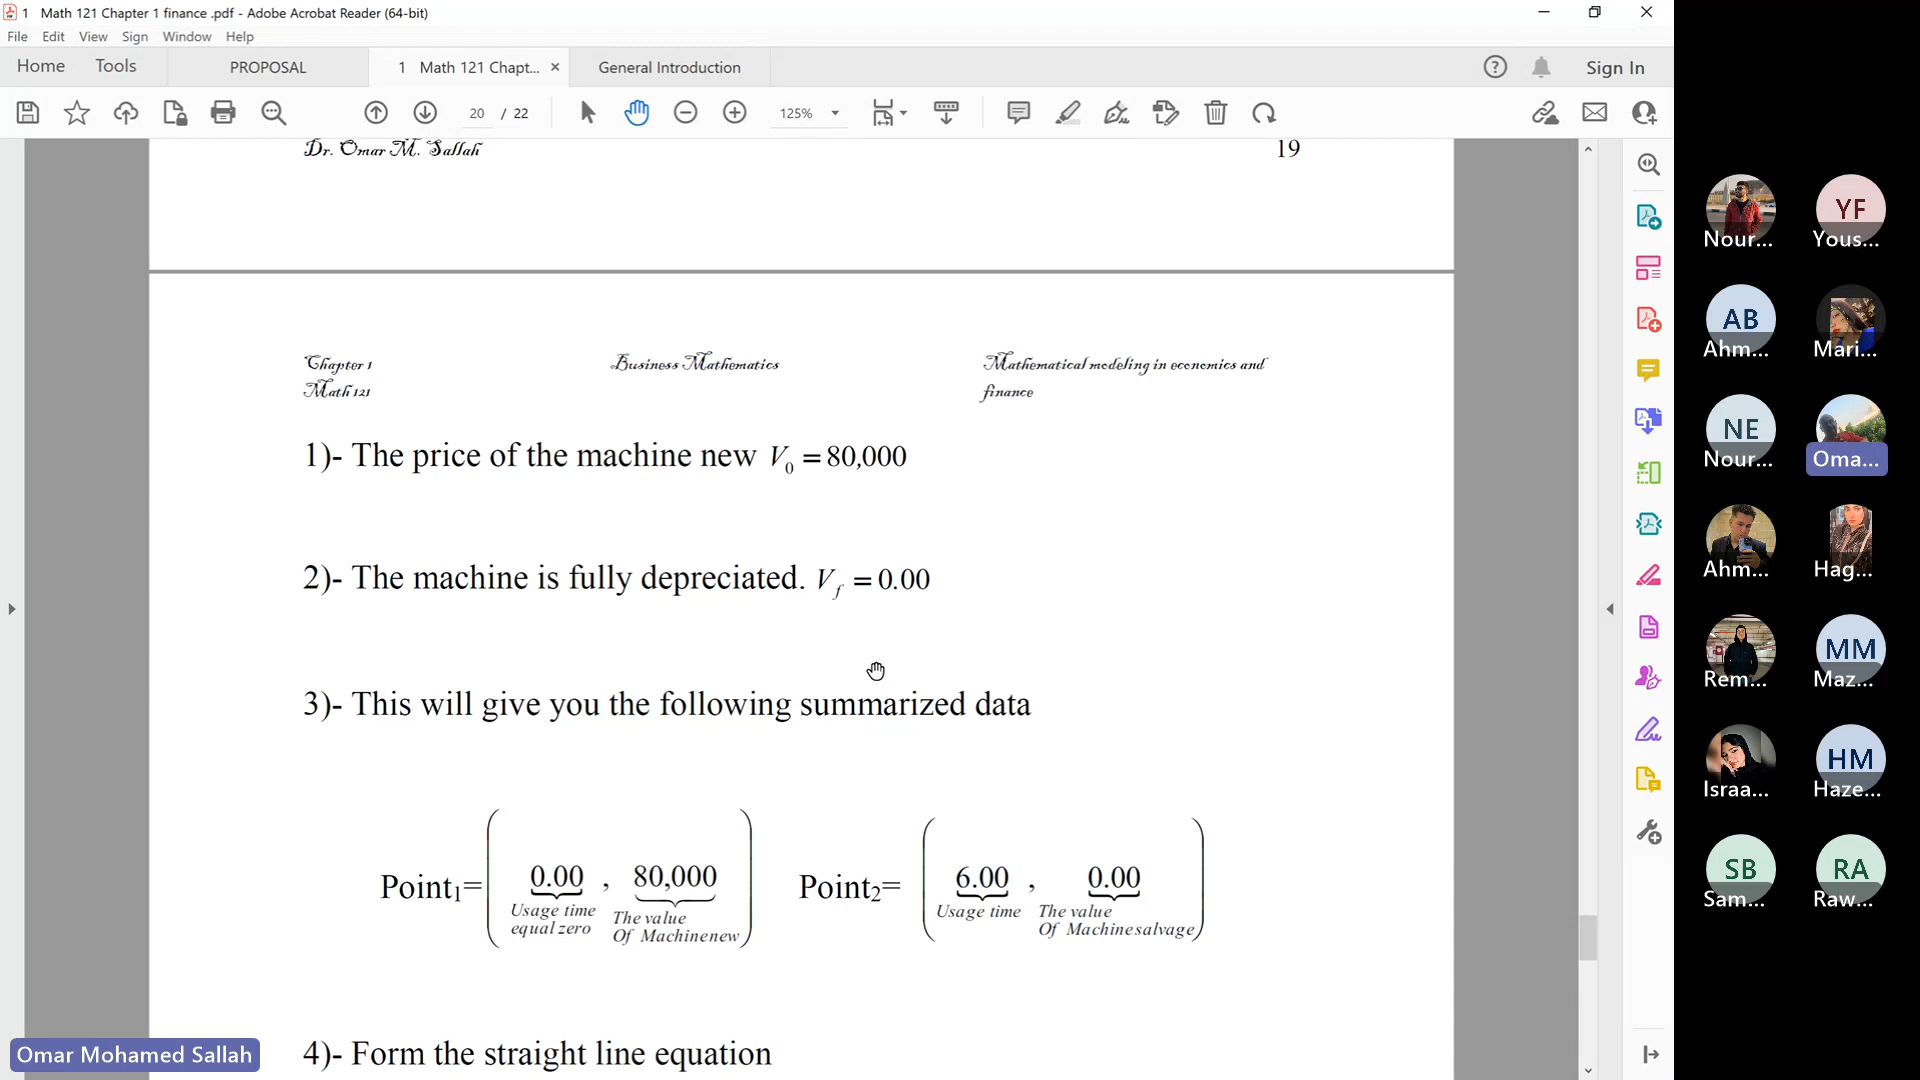 1 Math 121 Chapter 1 finance .pdf - Adobe Acrobat Reader (64-bit)
File Edit View Sign Window Help
Home Tools PROPOSAL 1 Math 121 Chapt... × General Introduction Sign In
20 / 22 125%
Dr. Omar M. Sallah 19
Chapter 1 Business Mathematics Mathematical modeling in economics and
Math 121 finance
1)- The price of the machine new V₀ = 80,000
2)- The machine is fully depreciated. V_f = 0.00
3)- This will give you the following summarized data
Point₁= ( 0.00 , 80,000 ) Point₂= ( 6.00 , 0.00 )
Usage time The value Usage time The value
equal zero Of Machine new Of Machine salvage
4)- Form the straight line equation
Omar Mohamed Sallah
YF
Nour... Yous...
AB
Ahm... Mari...
NE
Nour... Oma...
Ahm... Hag...
MM
Rem... Maz...
HM
Israa... Haze...
SB RA
Sam... Raw...